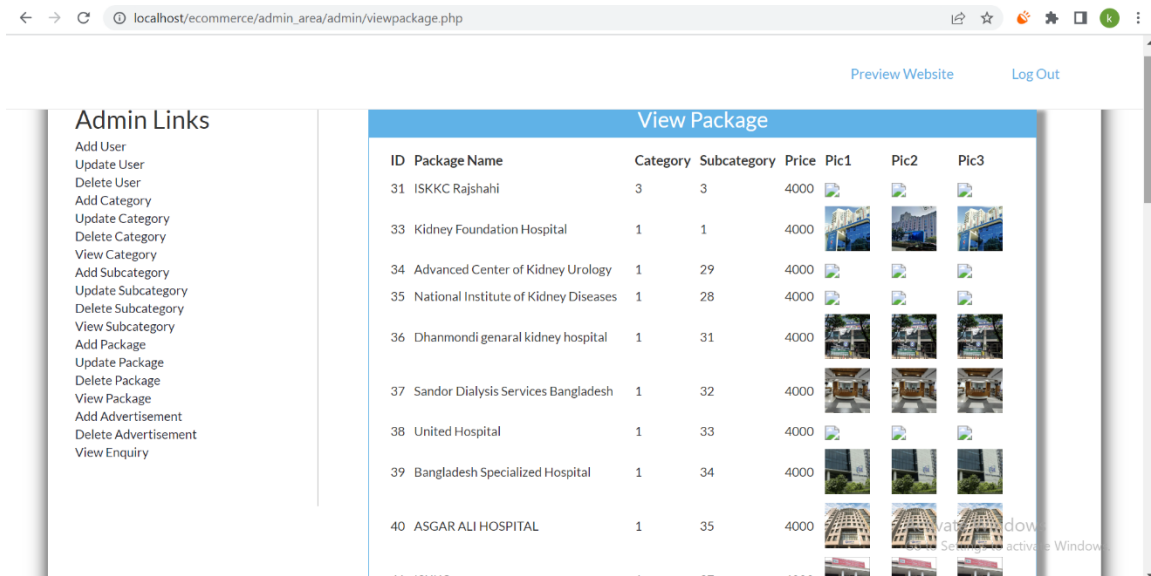 localhost/ecommerce/admin_area/admin/viewpackage.php
k
Preview Website Log Out
Admin Links
Add User
Update User
Delete User
Add Category
Update Category
Delete Category
View Category
Add Subcategory
Update Subcategory
Delete Subcategory
View Subcategory
Add Package
Update Package
Delete Package
View Package
Add Advertisement
Delete Advertisement
View Enquiry
View Package
ID Package Name Category Subcategory Price Pic1 Pic2 Pic3
31 ISKKC Rajshahi 3 3 4000
33 Kidney Foundation Hospital 1 1 4000
34 Advanced Center of Kidney Urology 1 29 4000
35 National Institute of Kidney Diseases 1 28 4000
36 Dhanmondi genaral kidney hospital 1 31 4000
37 Sandor Dialysis Services Bangladesh 1 32 4000
38 United Hospital 1 33 4000
39 Bangladesh Specialized Hospital 1 34 4000
40 ASGAR ALI HOSPITAL 1 35 4000